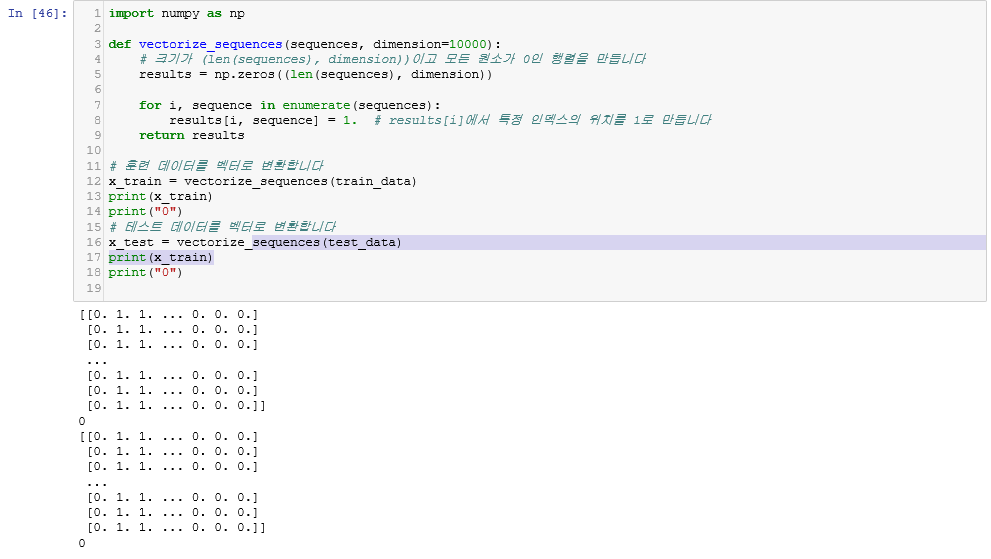 In [46]:
1 import numpy as np
2
3 def vectorize_sequences(sequences, dimension=10000):
4     # 크기가 (len(sequences), dimension))이고 모든 원소가 0인 행렬을 만듭니다
5     results = np.zeros((len(sequences), dimension))
6
7     for i, sequence in enumerate(sequences):
8         results[i, sequence] = 1.  # results[i]에서 특정 인덱스의 위치를 1로 만듭니다
9     return results
10
11 # 훈련 데이터를 벡터로 변환합니다
12 x_train = vectorize_sequences(train_data)
13 print(x_train)
14 print("0")
15 # 테스트 데이터를 벡터로 변환합니다
16 x_test = vectorize_sequences(test_data)
17 print(x_train)
18 print("0")
19
[[0. 1. 1. ... 0. 0. 0.]
 [0. 1. 1. ... 0. 0. 0.]
 [0. 1. 1. ... 0. 0. 0.]
 ...
 [0. 1. 1. ... 0. 0. 0.]
 [0. 1. 1. ... 0. 0. 0.]
 [0. 1. 1. ... 0. 0. 0.]]
0
[[0. 1. 1. ... 0. 0. 0.]
 [0. 1. 1. ... 0. 0. 0.]
 [0. 1. 1. ... 0. 0. 0.]
 ...
 [0. 1. 1. ... 0. 0. 0.]
 [0. 1. 1. ... 0. 0. 0.]
 [0. 1. 1. ... 0. 0. 0.]]
0